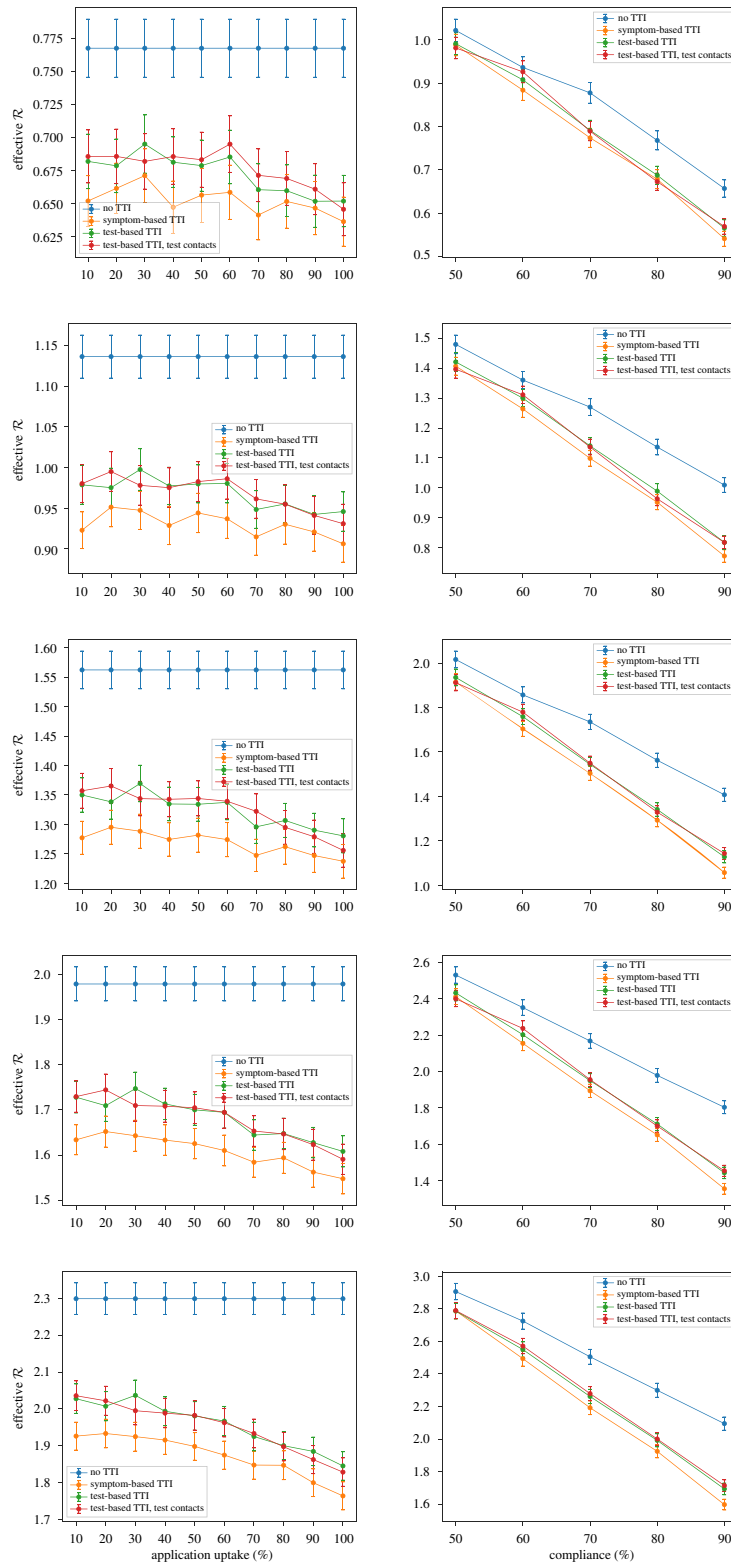 effective R
0.775
0.750
0.725
0.700
0.675
0.650
0.625
no TTI
symptom-based TTI
test-based TTI
test-based TTI, test contacts
10 20 30 40 50 60 70 80 90 100
1.0
0.9
0.8
0.7
0.6
0.5
no TTI
symptom-based TTI
test-based TTI
test-based TTI, test contacts
50 60 70 80 90
effective R
1.15
1.10
1.05
1.00
0.95
0.90
no TTI
symptom-based TTI
test-based TTI
test-based TTI, test contacts
10 20 30 40 50 60 70 80 90 100
1.5
1.4
1.3
1.2
1.1
1.0
0.9
0.8
no TTI
symptom-based TTI
test-based TTI
test-based TTI, test contacts
50 60 70 80 90
effective R
1.60
1.55
1.50
1.45
1.40
1.35
1.30
1.25
1.20
no TTI
symptom-based TTI
test-based TTI
test-based TTI, test contacts
10 20 30 40 50 60 70 80 90 100
2.0
1.8
1.6
1.4
1.2
1.0
no TTI
symptom-based TTI
test-based TTI
test-based TTI, test contacts
50 60 70 80 90
effective R
2.0
1.9
1.8
1.7
1.6
1.5
no TTI
symptom-based TTI
test-based TTI
test-based TTI, test contacts
10 20 30 40 50 60 70 80 90 100
2.6
2.4
2.2
2.0
1.8
1.6
1.4
no TTI
symptom-based TTI
test-based TTI
test-based TTI, test contacts
50 60 70 80 90
effective R
2.3
2.2
2.1
2.0
1.9
1.8
1.7
no TTI
symptom-based TTI
test-based TTI
test-based TTI, test contacts
10 20 30 40 50 60 70 80 90 100
application uptake (%)
3.0
2.8
2.6
2.4
2.2
2.0
1.8
1.6
no TTI
symptom-based TTI
test-based TTI
test-based TTI, test contacts
50 60 70 80 90
compliance (%)